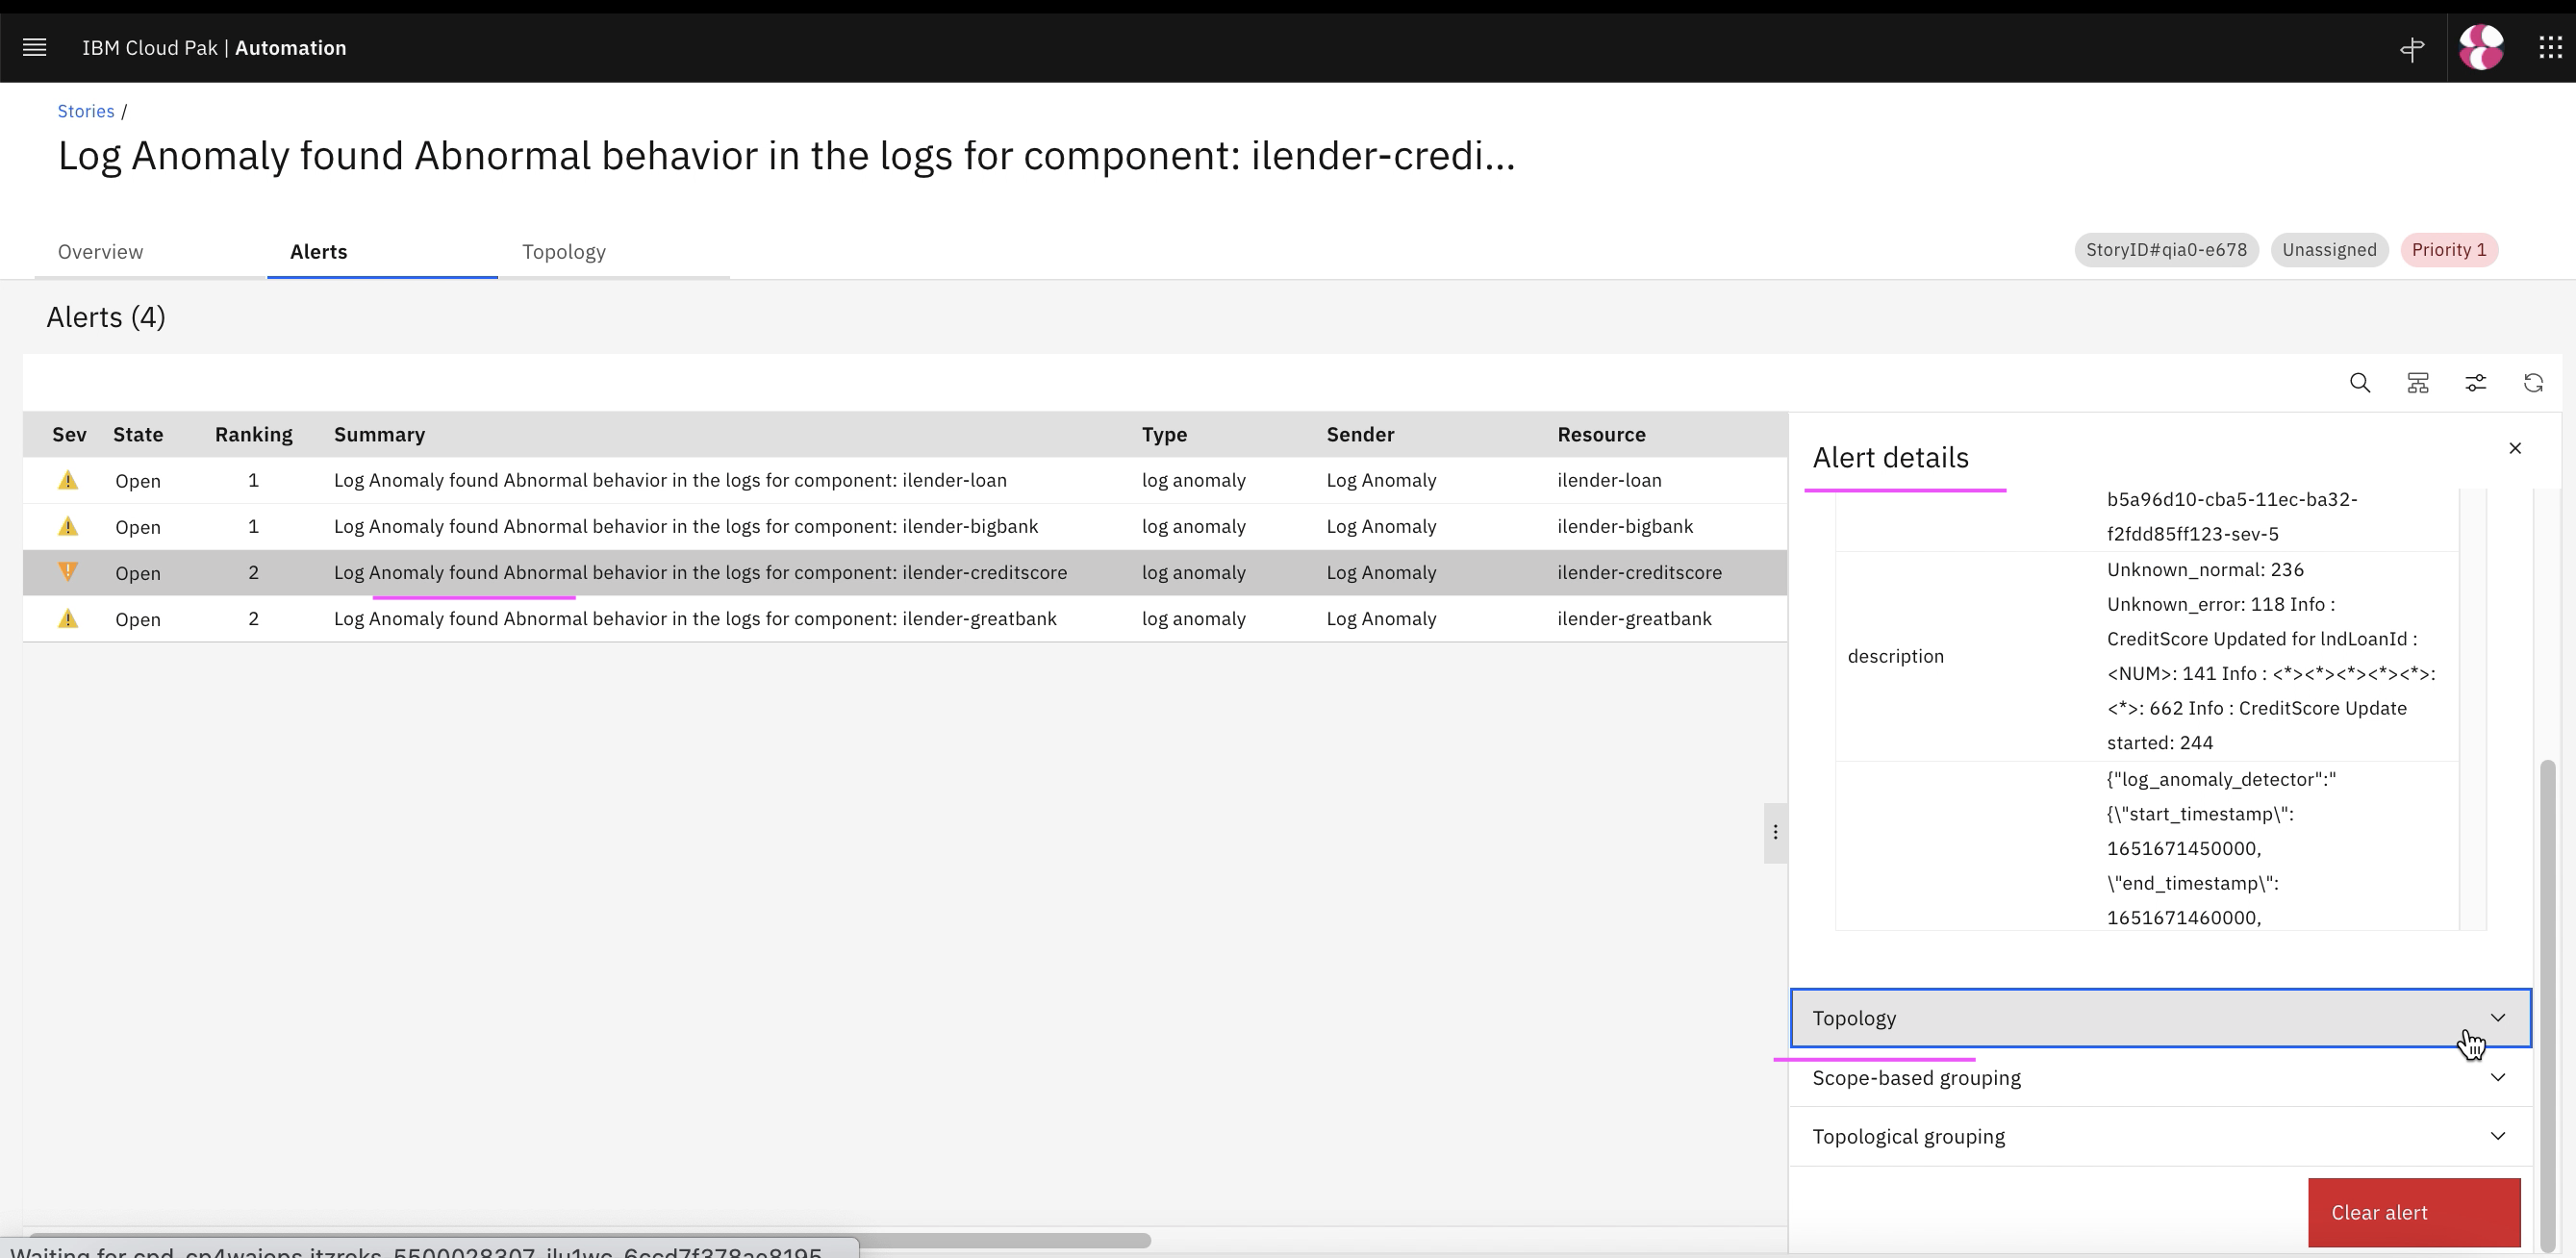 IBM Cloud Pak | Automation
Stories /
Log Anomaly found Abnormal behavior in the logs for component: ilender-credi...
Overview Alerts Topology
StoryID#qia0-e678 Unassigned Priority 1
Alerts (4)
Sev State Ranking Summary Type Sender Resource
Open 1 Log Anomaly found Abnormal behavior in the logs for component: ilender-loan log anomaly Log Anomaly ilender-loan
Open 1 Log Anomaly found Abnormal behavior in the logs for component: ilender-bigbank log anomaly Log Anomaly ilender-bigbank
Open 2 Log Anomaly found Abnormal behavior in the logs for component: ilender-creditscore log anomaly Log Anomaly ilender-creditscore
Open 2 Log Anomaly found Abnormal behavior in the logs for component: ilender-greatbank log anomaly Log Anomaly ilender-greatbank
Alert details
b5a96d10-cba5-11ec-ba32-
f2fdd85ff123-sev-5
description
Unknown_normal: 236
Unknown_error: 118 Info :
CreditScore Updated for lndLoanId :
<NUM>: 141 Info : <*><*><*><*><*>:
<*>: 662 Info : CreditScore Update
started: 244
{"log_anomaly_detector":"
{\"start_timestamp\":
1651671450000,
\"end_timestamp\":
1651671460000,
Topology
Scope-based grouping
Topological grouping
Clear alert
Waiting for